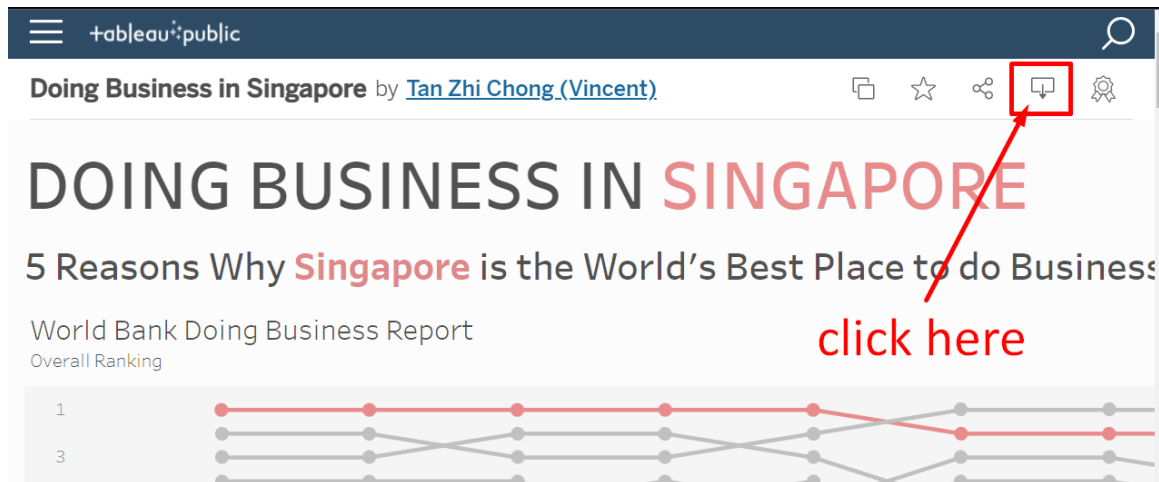 +ableau public
Doing Business in Singapore by Tan Zhi Chong (Vincent)
DOING BUSINESS IN SINGAPORE
5 Reasons Why Singapore is the World's Best Place to do Business
World Bank Doing Business Report
click here
Overall Ranking
1
3